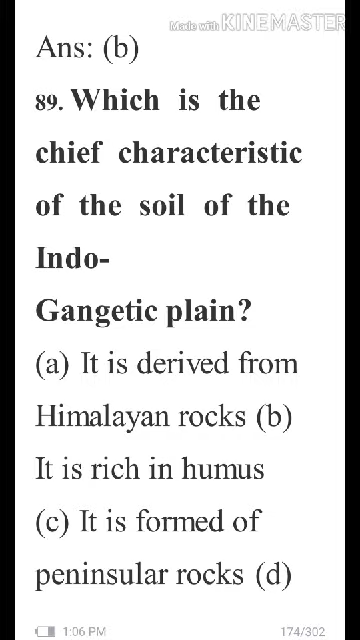 Made with KINEMASTER
Ans: (b)
89. Which is the
chief characteristic
of the soil of the
Indo-
Gangetic plain?
(a) It is derived from
Himalayan rocks (b)
It is rich in humus
(c) It is formed of
peninsular rocks (d)
1:06 PM 174/302